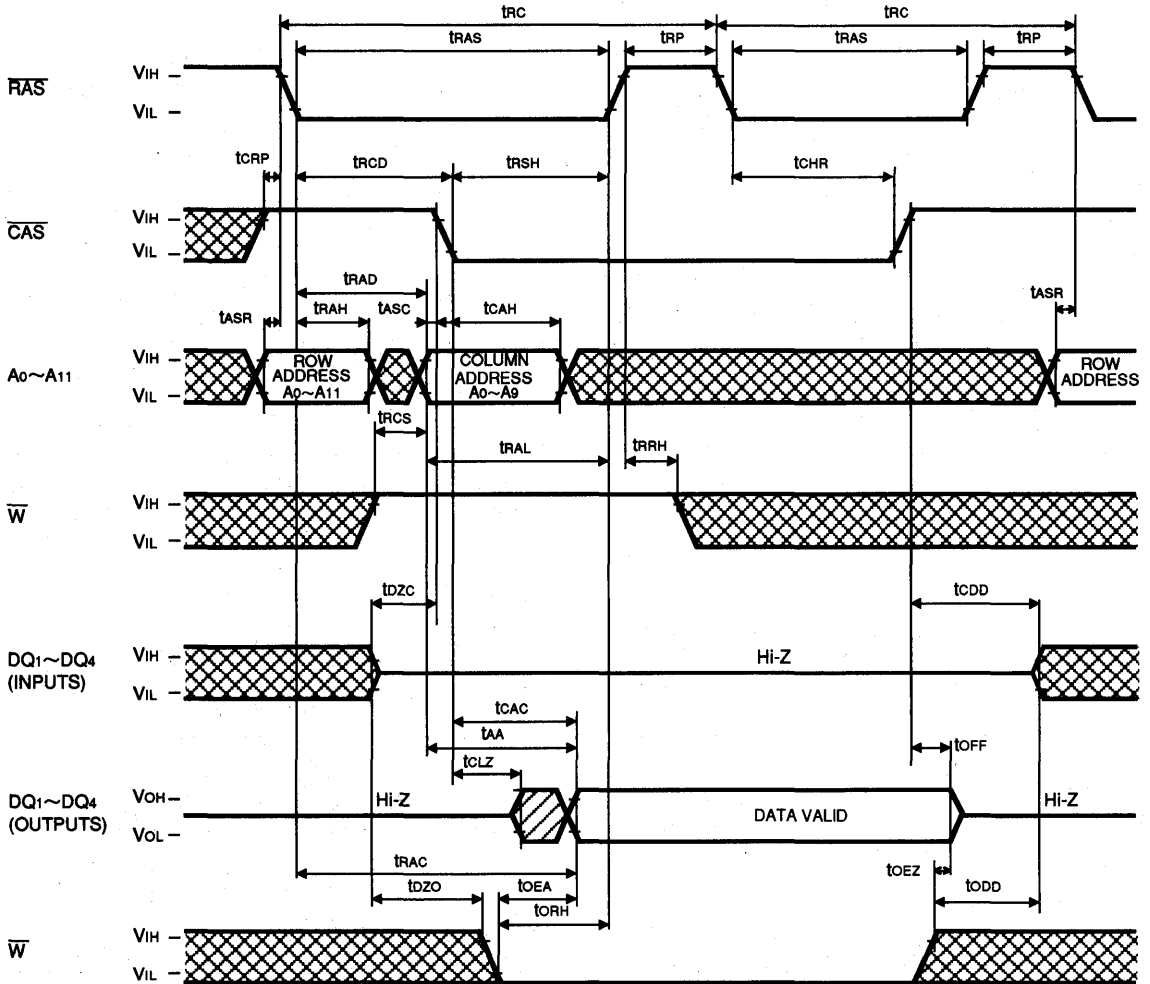 tRC tRC
tRAS tRP tRAS tRP
RAS VIH
VIL
tCRP tRCD tRSH tCHR
CAS VIH
VIL
tRAD
tASR tRAH tASC tCAH tASR
A0~A11 VIH
VIL
ROW
ADDRESS
A0~A11
COLUMN
ADDRESS
A0~A9
ROW
ADDRESS
tRCS
tRAL tRRH
W VIH
VIL
tDZC tCDD
DQ1~DQ4
(INPUTS)
VIH
VIL
Hi-Z
tCAC
tAA tOFF
tCLZ
DQ1~DQ4
(OUTPUTS)
VOH
VOL
Hi-Z DATA VALID Hi-Z
tRAC tOEZ
tDZO tOEA tODD
tORH
W VIH
VIL